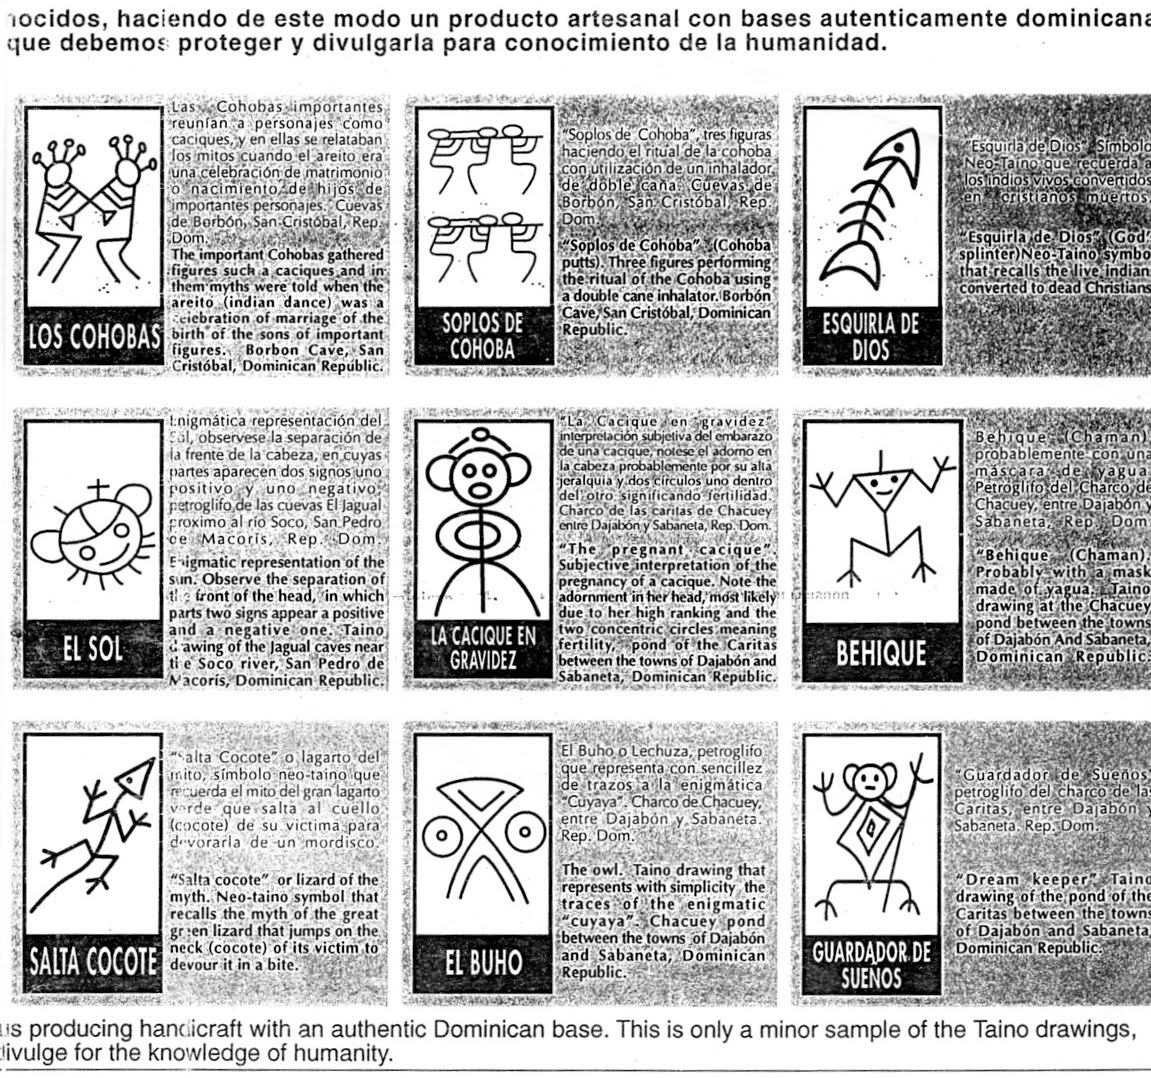 nocidos, haciendo de este modo un producto artesanal con bases autenticamente dominicana
que debemos proteger y divulgarla para conocimiento de la humanidad.
LOS COHOBAS
Las Cohobas importantes
reunían a personajes como
caciques, y en ellas se relataban
los mitos cuando el areito era
una celebración de matrimonio
o nacimiento de hijos de
importantes personajes. Cuevas
de Borbón, San Cristóbal, Rep.
Dom.
The important Cohobas gathered
figures such a caciques and in
them myths were told when the
areito (indian dance) was a
celebration of marriage of the
birth of the sons of important
figures. Borbon Cave, San
Cristóbal, Dominican Republic.
SOPLOS DE
COHOBA
"Soplos de Cohoba", tres figuras
haciendo el ritual de la cohoba
con utilización de un inhalador
de doble caña. Cuevas de
Borbón, San Cristóbal, Rep.
Dom.
"Soplos de Cohoba" (Cohoba
putts). Three figures performing
the ritual of the Cohoba using
a double cane inhalator. Borbón
Cave, San Cristóbal, Dominican
Republic.
ESQUIRLA DE
DIOS
"Esquirla de Dios" Símbolo
Neo-Taino que recuerda a
los indios vivos convertidos
en cristianos muertos.
"Esquirla de Dios" (God'
splinter)Neo-Taino symbo
that recalls the live indian
converted to dead Christians
EL SOL
Enigmática representación del
Sol, observese la separación de
la frente de la cabeza, en cuyas
partes aparecen dos signos uno
positivo y uno negativo;
petroglifo de las cuevas El Jagual
proximo al río Soco, San Pedro
de Macorís, Rep. Dom.
Enigmatic representation of the
sun. Observe the separation of
the front of the head, in which
parts two signs appear a positive
and a negative one. Taino
drawing of the Jagual caves near
the Soco river, San Pedro de
Macorís, Dominican Republic.
LA CACIQUE EN
GRAVIDEZ
"La Cacique en gravidez"
interpretación subjetiva del embarazo
de una cacique, notese el adorno en
la cabeza probablemente por su alta
jeralquia y dos círculos uno dentro
del otro significando fertilidad.
Charco de las caritas de Chacuey
entre Dajabón y Sabaneta, Rep. Dom.
"The pregnant cacique".
Subjective interpretation of the
pregnancy of a cacique. Note the
adornment in her head, most likely
due to her high ranking and the
two concentric circles meaning
fertility, pond of the Caritas
between the towns of Dajabón and
Sabaneta, Dominican Republic.
BEHIQUE
Behique (Chaman)
probablemente con una
máscara de yagua.
Petroglifo del Charco de
Chacuey, entre Dajabón y
Sabaneta, Rep. Dom
"Behique (Chaman).
Probably with a mask
made of yagua. Taino
drawing at the Chacuey
pond between the towns
of Dajabón And Sabaneta,
Dominican Republic.
SALTA COCOTE
"Salta Cocote" o lagarto del
mito, símbolo neo-taino que
recuerda el mito del gran lagarto
verde que salta al cuello
(cocote) de su victima para
devorarla de un mordisco.
"Salta cocote" or lizard of the
myth. Neo-taino symbol that
recalls the myth of the great
green lizard that jumps on the
neck (cocote) of its victim to
devour it in a bite.
EL BUHO
El Buho o Lechuza, petroglifo
que representa con sencillez
de trazos a la enigmática
"Cuyaya". Charco de Chacuey,
entre Dajabón y Sabaneta.
Rep. Dom.
The owl. Taino drawing that
represents with simplicity the
traces of the enigmatic
"cuyaya". Chacuey pond
between the towns of Dajabón
and Sabaneta, Dominican
Republic.
GUARDADOR DE
SUEÑOS
"Guardador de Sueños"
petroglifo del charco de las
Caritas, entre Dajabón y
Sabaneta. Rep. Dom.
"Dream keeper" Taino
drawing of the pond of the
Caritas between the towns
of Dajabón and Sabaneta,
Dominican Republic.
us producing handicraft with an authentic Dominican base. This is only a minor sample of the Taino drawings,
divulge for the knowledge of humanity.